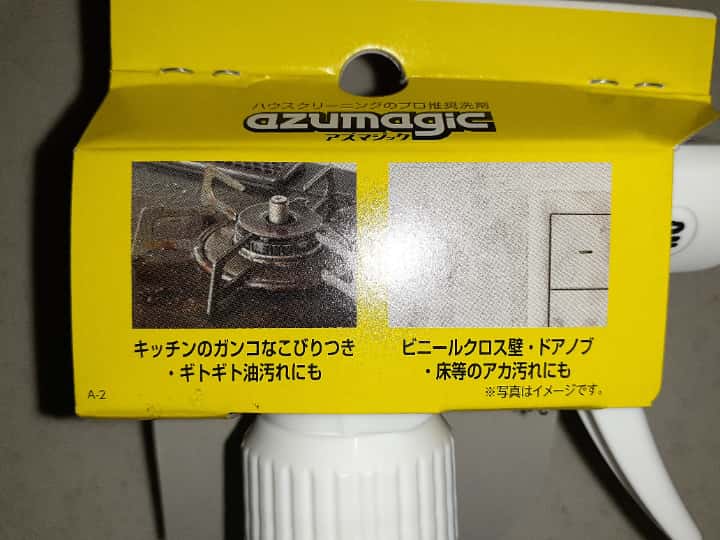 ハウスクリーニングのプロ推奨洗剤
azumagic
アズマジック
キッチンのガンコなこびりつき
・ギトギト油汚れにも
ビニールクロス壁・ドアノブ
・床等のアカ汚れにも
※写真はイメージです。
A-2